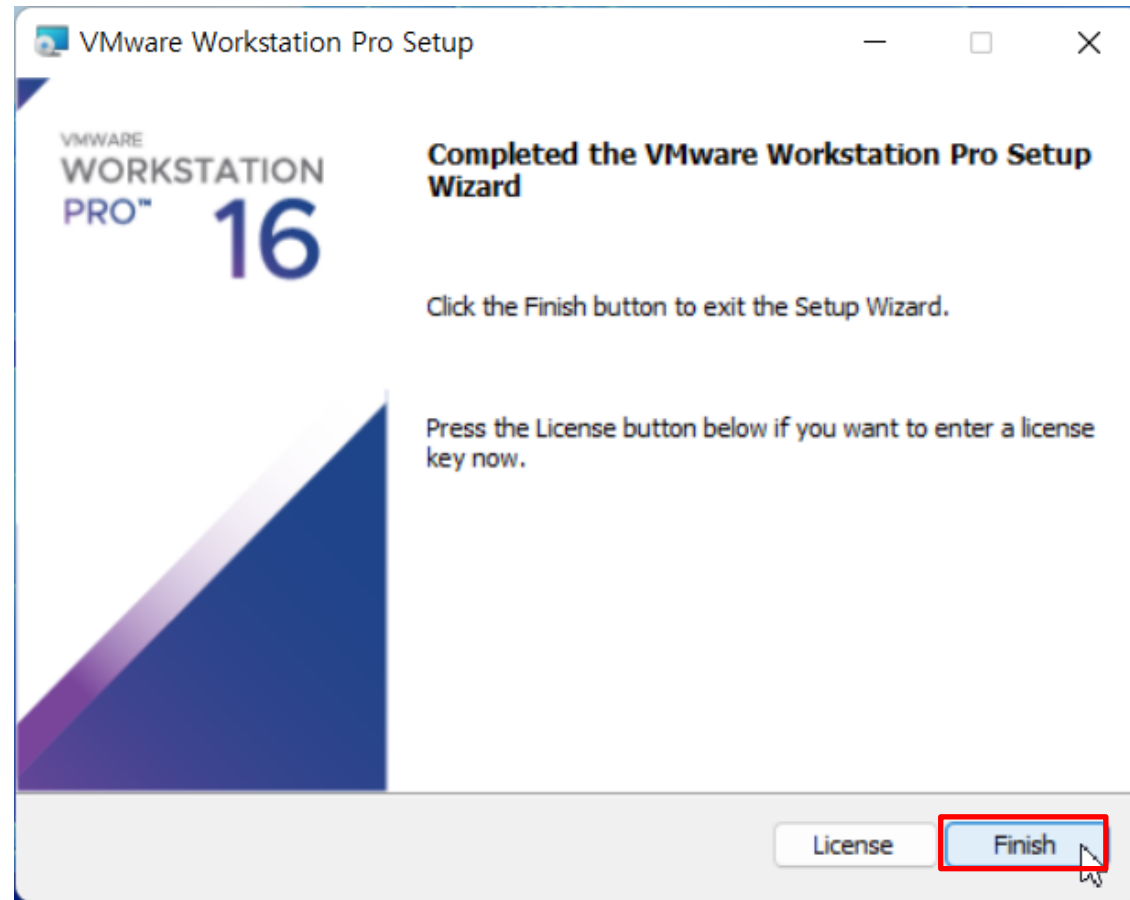 VMware Workstation Pro Setup
VMWARE
WORKSTATION
PRO™ 16
Completed the VMware Workstation Pro Setup
Wizard
Click the Finish button to exit the Setup Wizard.
Press the License button below if you want to enter a license
key now.
License Finish